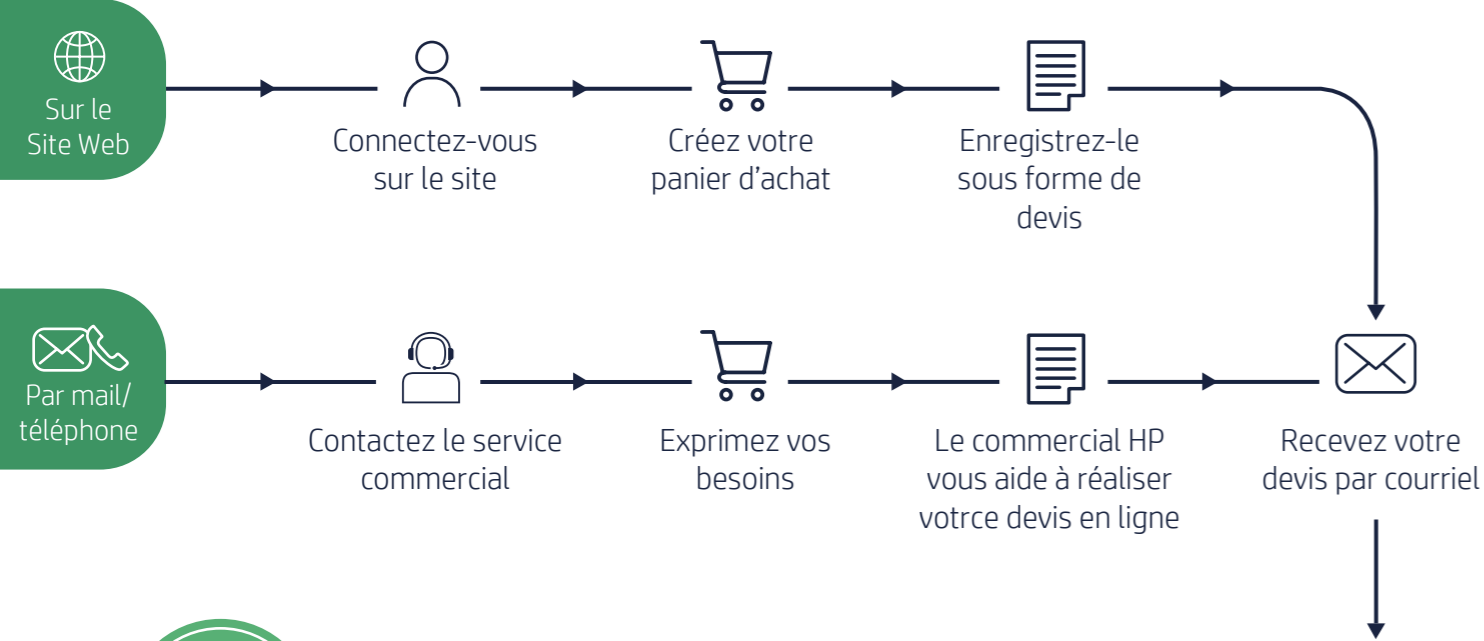 Sur le
Site Web
Connectez-vous
sur le site
Créez votre
panier d'achat
Enregistrez-le
sous forme de
devis
Par mail/
téléphone
Contactez le service
commercial
Exprimez vos
besoins
Le commercial HP
vous aide à réaliser
votrce devis en ligne
Recevez votre
devis par courriel